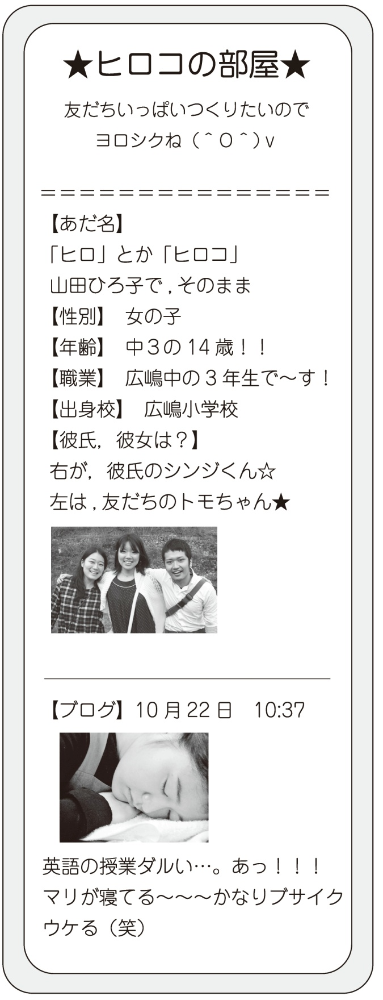 ★ヒロコの部屋★
友だちいっぱいつくりたいので
ヨロシクね（＾Ｏ＾）ｖ
＝＝＝＝＝＝＝＝＝＝＝＝＝＝＝
【あだ名】
「ヒロ」とか「ヒロコ」
山田ひろ子で , そのまま
【性別】　女の子
【年齢】　中３の 14 歳！！
【職業】　広嶋中の 3 年生で～す！
【出身校】　広嶋小学校
【彼氏，彼女は？】
右が，彼氏のシンジくん☆
左は , 友だちのトモちゃん★
【ブログ】10 月 22 日　10:37
英語の授業ダルい…。あっ！！！
マリが寝てる～～～かなりブサイク
ウケる（笑）